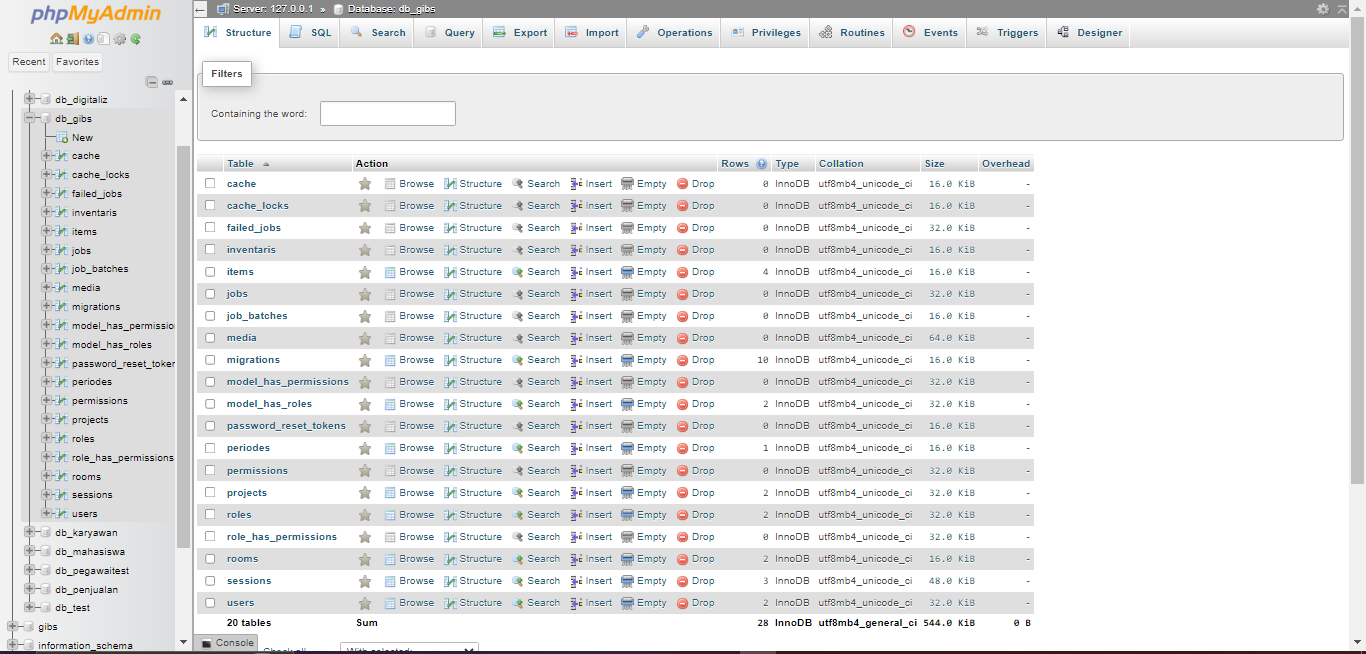 phpMyAdmin
Recent Favorites
db_digitaliz
db_gibs
New
cache
cache_locks
failed_jobs
inventaris
items
jobs
job_batches
media
migrations
model_has_permissio
model_has_roles
password_reset_token
periodes
permissions
projects
roles
role_has_permissions
rooms
sessions
users
db_karyawan
db_mahasiswa
db_pegawaitest
db_penjualan
db_test
gibs
information_schema
Server: 127.0.0.1 » Database: db_gibs
Structure SQL Search Query Export Import Operations Privileges Routines Events Triggers Designer
Filters
Containing the word:
Table Action Rows Type Collation Size Overhead
cache Browse Structure Search Insert Empty Drop 0 InnoDB utf8mb4_unicode_ci 16.0 KiB -
cache_locks Browse Structure Search Insert Empty Drop 0 InnoDB utf8mb4_unicode_ci 16.0 KiB -
failed_jobs Browse Structure Search Insert Empty Drop 0 InnoDB utf8mb4_unicode_ci 32.0 KiB -
inventaris Browse Structure Search Insert Empty Drop 0 InnoDB utf8mb4_unicode_ci 16.0 KiB -
items Browse Structure Search Insert Empty Drop 4 InnoDB utf8mb4_unicode_ci 16.0 KiB -
jobs Browse Structure Search Insert Empty Drop 0 InnoDB utf8mb4_unicode_ci 32.0 KiB -
job_batches Browse Structure Search Insert Empty Drop 0 InnoDB utf8mb4_unicode_ci 16.0 KiB -
media Browse Structure Search Insert Empty Drop 0 InnoDB utf8mb4_unicode_ci 64.0 KiB -
migrations Browse Structure Search Insert Empty Drop 10 InnoDB utf8mb4_unicode_ci 16.0 KiB -
model_has_permissions Browse Structure Search Insert Empty Drop 0 InnoDB utf8mb4_unicode_ci 32.0 KiB -
model_has_roles Browse Structure Search Insert Empty Drop 2 InnoDB utf8mb4_unicode_ci 32.0 KiB -
password_reset_tokens Browse Structure Search Insert Empty Drop 0 InnoDB utf8mb4_unicode_ci 16.0 KiB -
periodes Browse Structure Search Insert Empty Drop 1 InnoDB utf8mb4_unicode_ci 16.0 KiB -
permissions Browse Structure Search Insert Empty Drop 0 InnoDB utf8mb4_unicode_ci 32.0 KiB -
projects Browse Structure Search Insert Empty Drop 2 InnoDB utf8mb4_unicode_ci 32.0 KiB -
roles Browse Structure Search Insert Empty Drop 2 InnoDB utf8mb4_unicode_ci 32.0 KiB -
role_has_permissions Browse Structure Search Insert Empty Drop 0 InnoDB utf8mb4_unicode_ci 32.0 KiB -
rooms Browse Structure Search Insert Empty Drop 2 InnoDB utf8mb4_unicode_ci 16.0 KiB -
sessions Browse Structure Search Insert Empty Drop 3 InnoDB utf8mb4_unicode_ci 48.0 KiB -
users Browse Structure Search Insert Empty Drop 2 InnoDB utf8mb4_unicode_ci 32.0 KiB -
20 tables Sum 28 InnoDB utf8mb4_general_ci 544.0 KiB 0 B
Console Check all With selected: